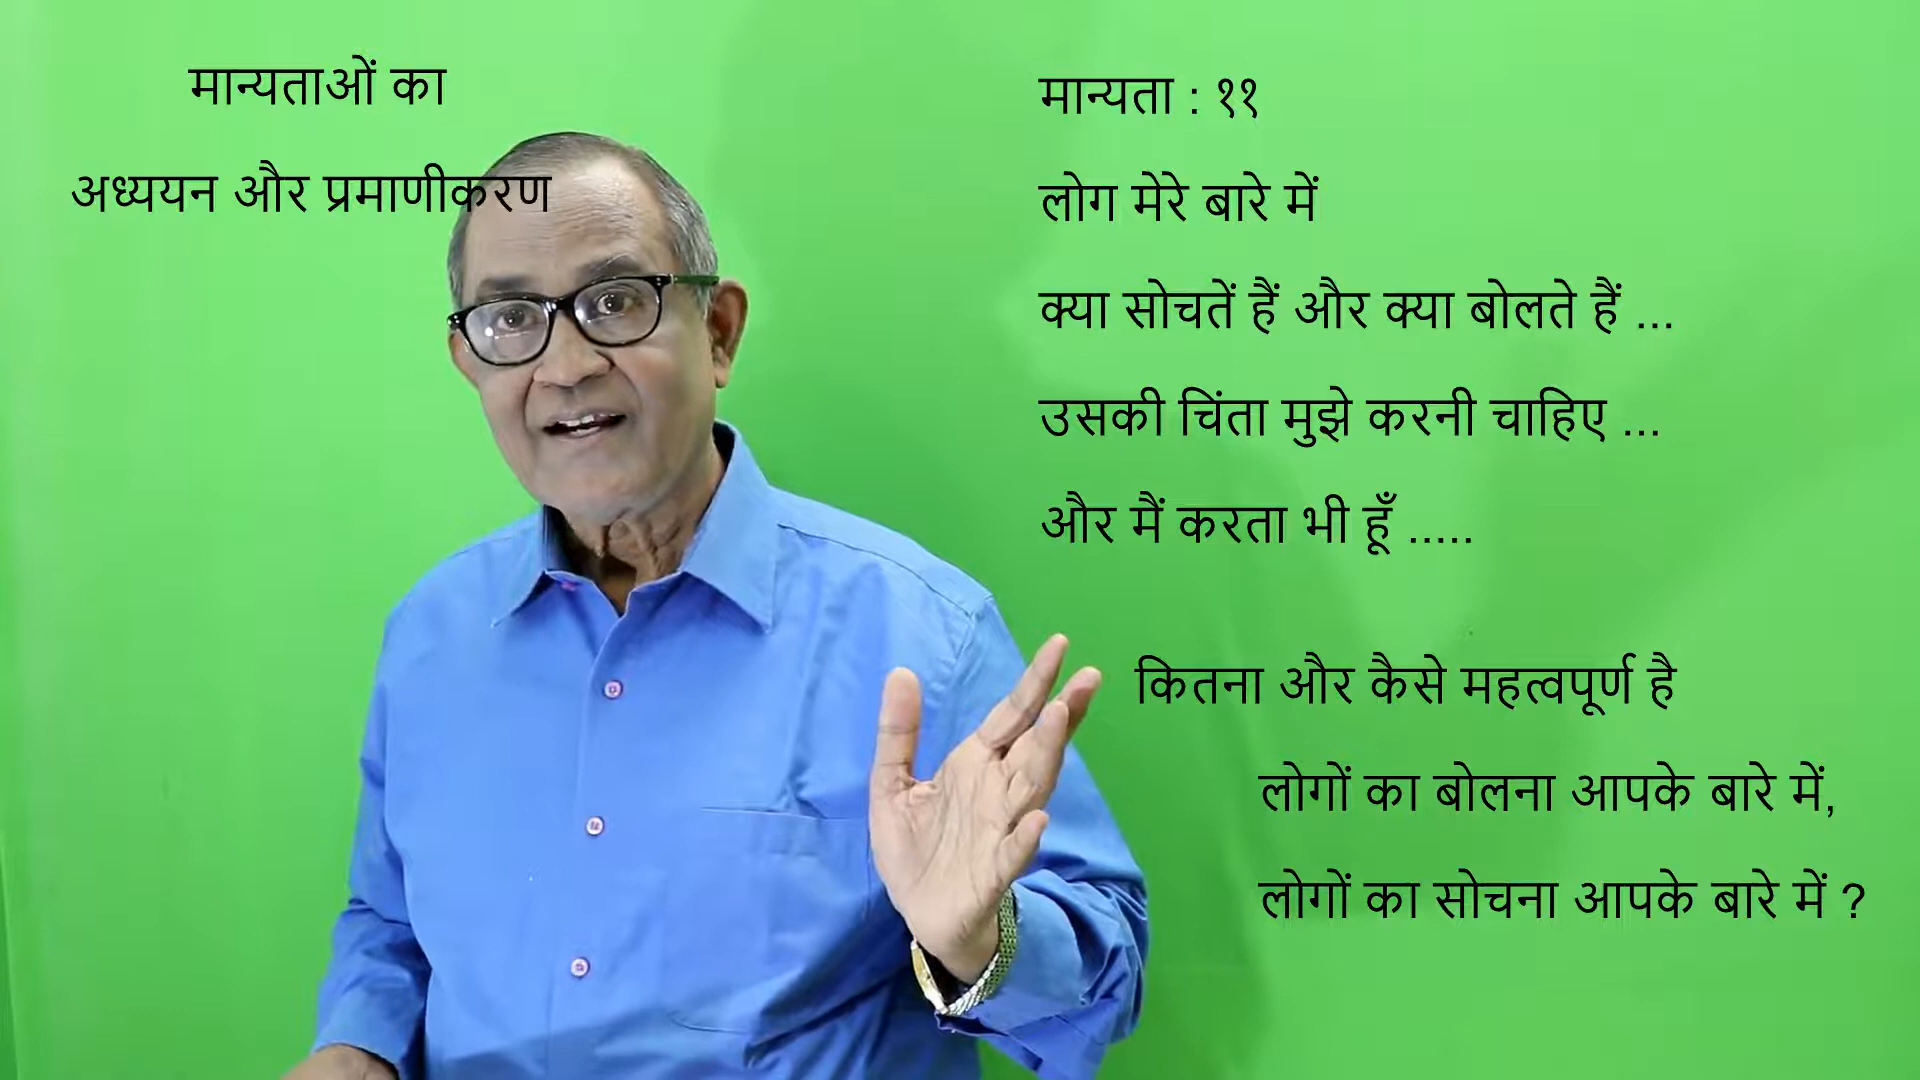 मान्यताओं का
अध्ययन और प्रमाणीकरण
मान्यता : ११
लोग मेरे बारे में
क्या सोचतें हैं और क्या बोलते हैं ...
उसकी चिंता मुझे करनी चाहिए ...
और मैं करता भी हूँ .....
कितना और कैसे महत्वपूर्ण है
लोगों का बोलना आपके बारे में,
लोगों का सोचना आपके बारे में ?